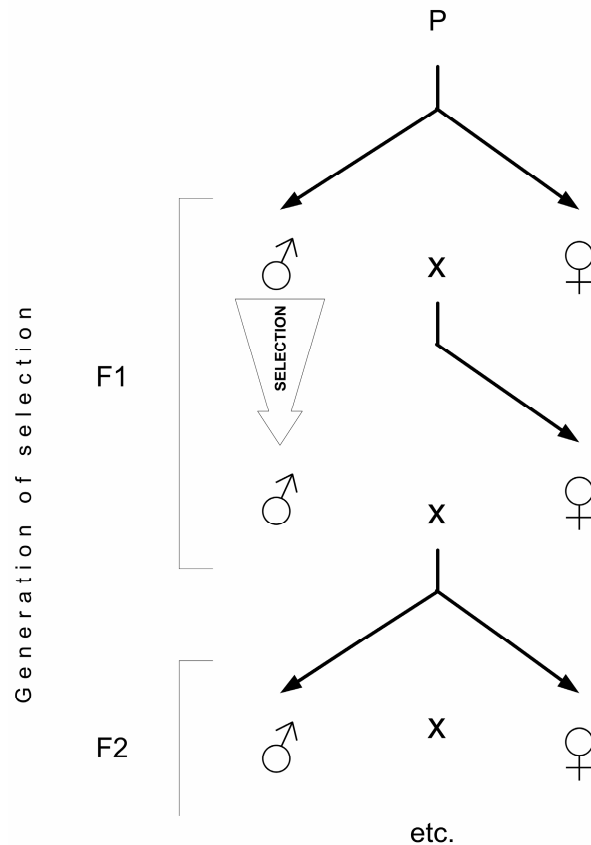 P
x
Generation of selection
SELECTION
F1
x
F2
x
etc.